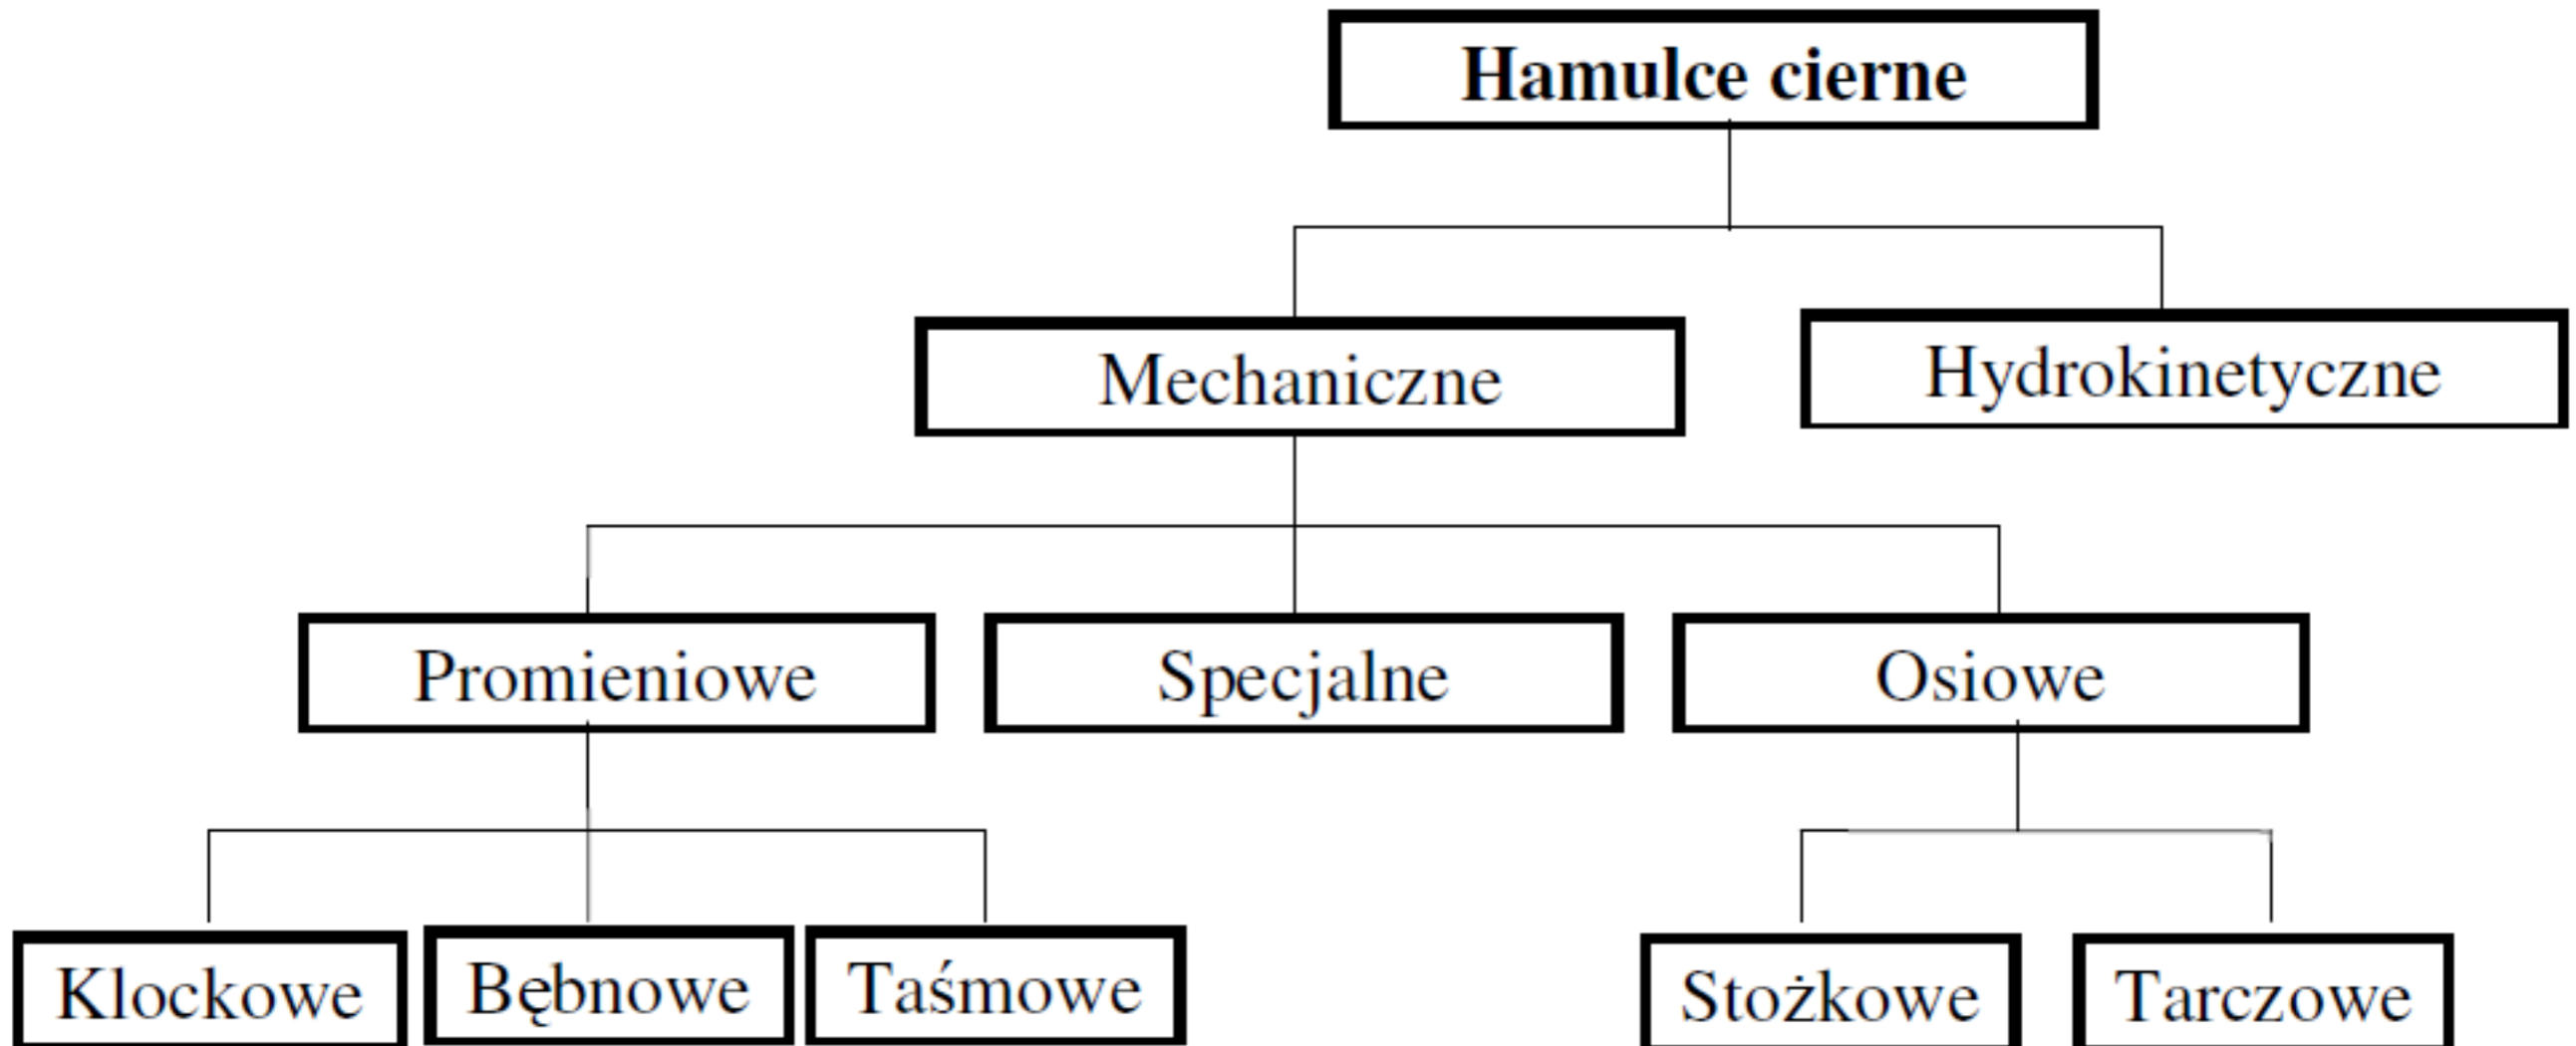 Hamulce cierne
Mechaniczne
Hydrokinetyczne
Promieniowe
Specjalne
Osiowe
Klockowe
Bębnowe
Taśmowe
Stożkowe
Tarczowe